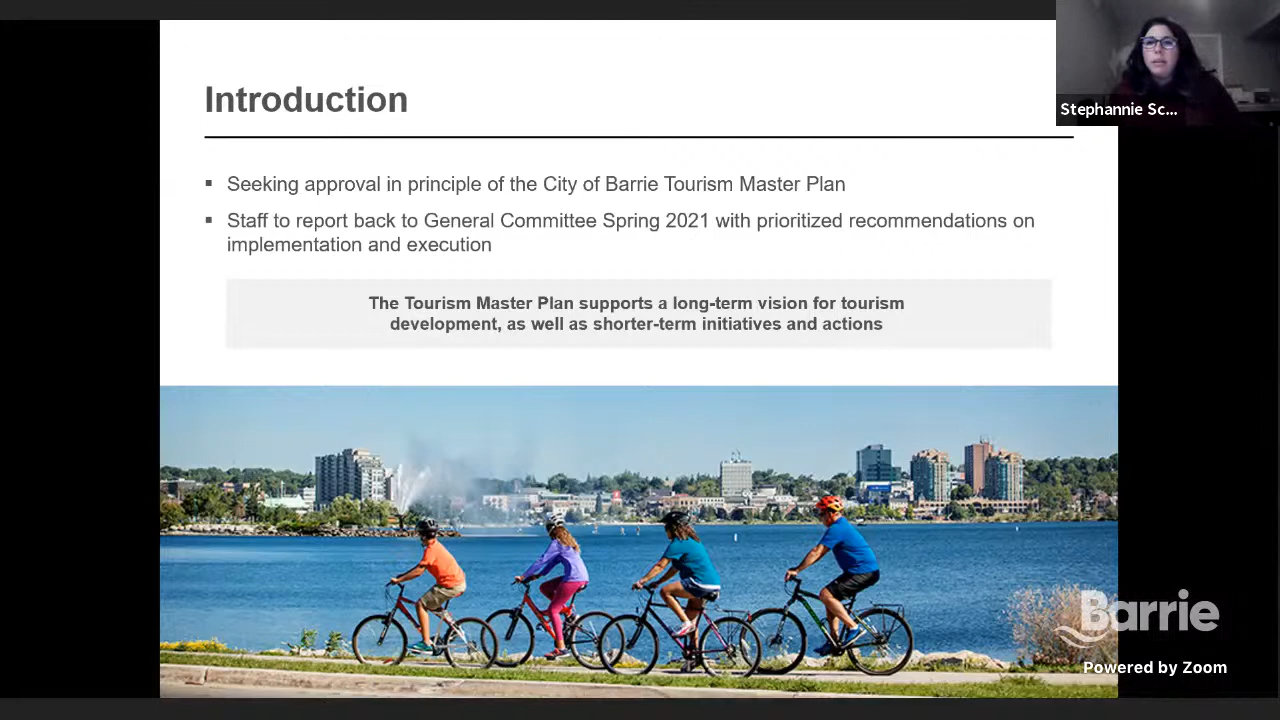 Introduction
Stephannie Sc...
▪ Seeking approval in principle of the City of Barrie Tourism Master Plan
▪ Staff to report back to General Committee Spring 2021 with prioritized recommendations on
implementation and execution
The Tourism Master Plan supports a long-term vision for tourism
development, as well as shorter-term initiatives and actions
Barrie
Powered by Zoom